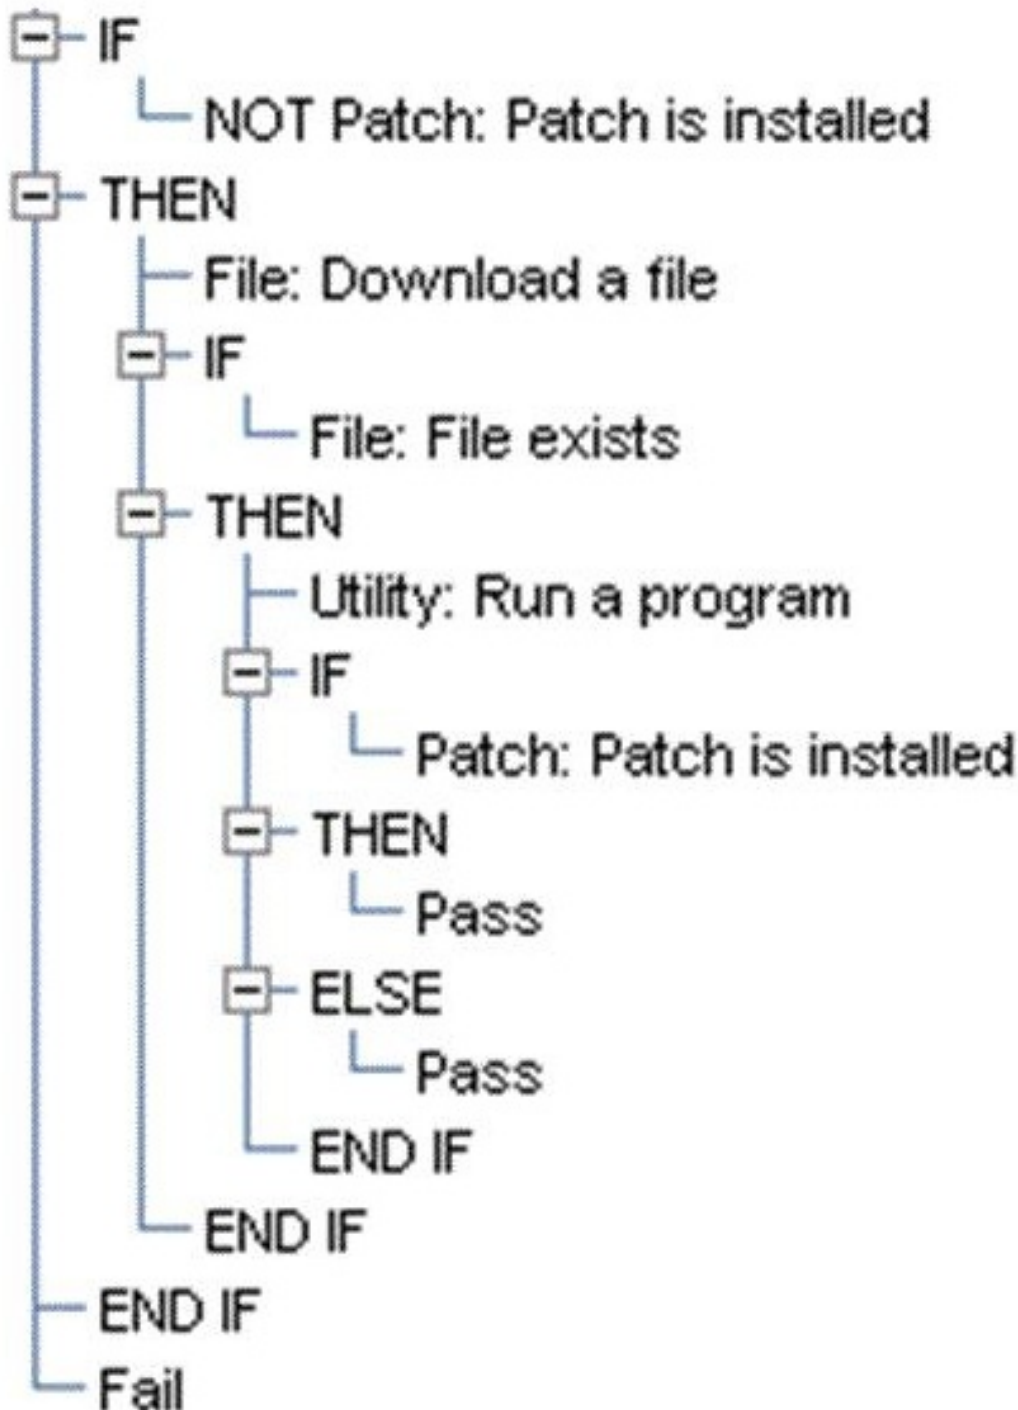 IF
NOT Patch: Patch is installed
THEN
File: Download a file
IF
File: File exists
THEN
Utility: Run a program
IF
Patch: Patch is installed
THEN
Pass
ELSE
Pass
END IF
END IF
END IF
Fail